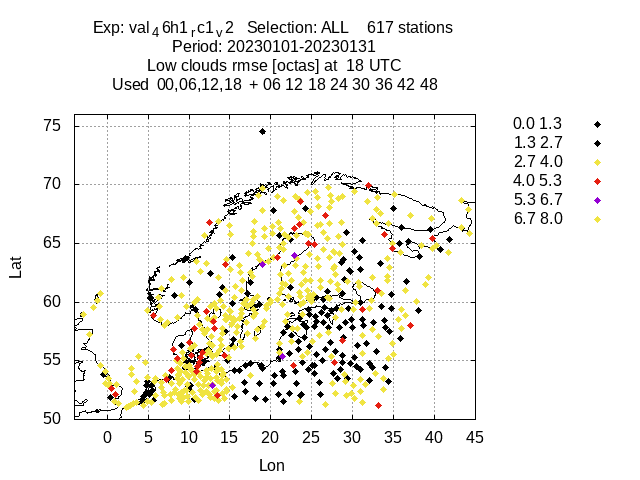 Exp: val4 6h1r c1v 2 Selection: ALL 617 stations
Period: 20230101-20230131
Low clouds rmse [octas] at 18 UTC
Used 00,06,12,18 + 06 12 18 24 30 36 42 48
75
70
65
60
55
50
0 5 10 15 20 25 30 35 40 45
Lat
Lon
0.0 1.3
1.3 2.7
2.7 4.0
4.0 5.3
5.3 6.7
6.7 8.0